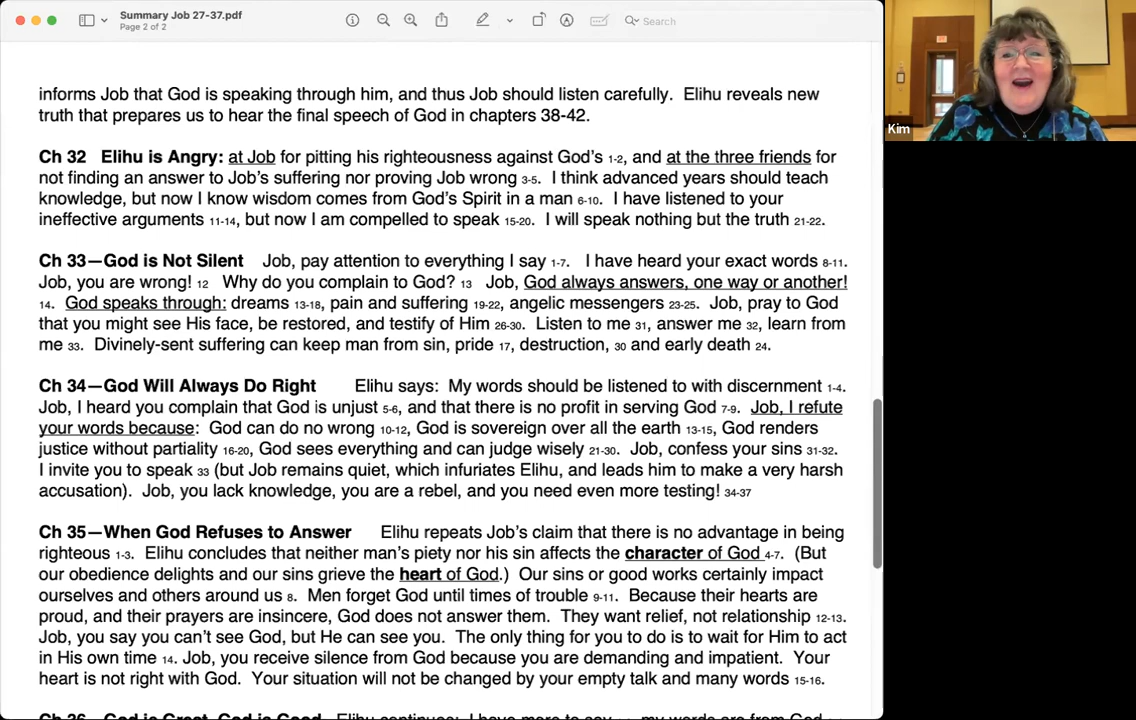 Summary Job 27-37.pdf
Page 2 of 2
Search
informs Job that God is speaking through him, and thus Job should listen carefully. Elihu reveals new
truth that prepares us to hear the final speech of God in chapters 38-42.
Ch 32 Elihu is Angry: at Job for pitting his righteousness against God's 1-2, and at the three friends for
not finding an answer to Job's suffering nor proving Job wrong 3-5. I think advanced years should teach
knowledge, but now I know wisdom comes from God's Spirit in a man 6-10. I have listened to your
ineffective arguments 11-14, but now I am compelled to speak 15-20. I will speak nothing but the truth 21-22.
Ch 33—God is Not Silent Job, pay attention to everything I say 1-7. I have heard your exact words 8-11.
Job, you are wrong! 12 Why do you complain to God? 13 Job, God always answers, one way or another!
14. God speaks through: dreams 13-18, pain and suffering 19-22, angelic messengers 23-25. Job, pray to God
that you might see His face, be restored, and testify of Him 26-30. Listen to me 31, answer me 32, learn from
me 33. Divinely-sent suffering can keep man from sin, pride 17, destruction, 30 and early death 24.
Ch 34—God Will Always Do Right Elihu says: My words should be listened to with discernment 1-4.
Job, I heard you complain that God is unjust 5-6, and that there is no profit in serving God 7-9. Job, I refute
your words because: God can do no wrong 10-12, God is sovereign over all the earth 13-15, God renders
justice without partiality 16-20, God sees everything and can judge wisely 21-30. Job, confess your sins 31-32.
I invite you to speak 33 (but Job remains quiet, which infuriates Elihu, and leads him to make a very harsh
accusation). Job, you lack knowledge, you are a rebel, and you need even more testing! 34-37
Ch 35—When God Refuses to Answer Elihu repeats Job's claim that there is no advantage in being
righteous 1-3. Elihu concludes that neither man's piety nor his sin affects the character of God 4-7. (But
our obedience delights and our sins grieve the heart of God.) Our sins or good works certainly impact
ourselves and others around us 8. Men forget God until times of trouble 9-11. Because their hearts are
proud, and their prayers are insincere, God does not answer them. They want relief, not relationship 12-13.
Job, you say you can't see God, but He can see you. The only thing for you to do is to wait for Him to act
in His own time 14. Job, you receive silence from God because you are demanding and impatient. Your
heart is not right with God. Your situation will not be changed by your empty talk and many words 15-16.
Ch 36—God is Great, God is Good Elihu continues: I have more to say my words are from God
Kim